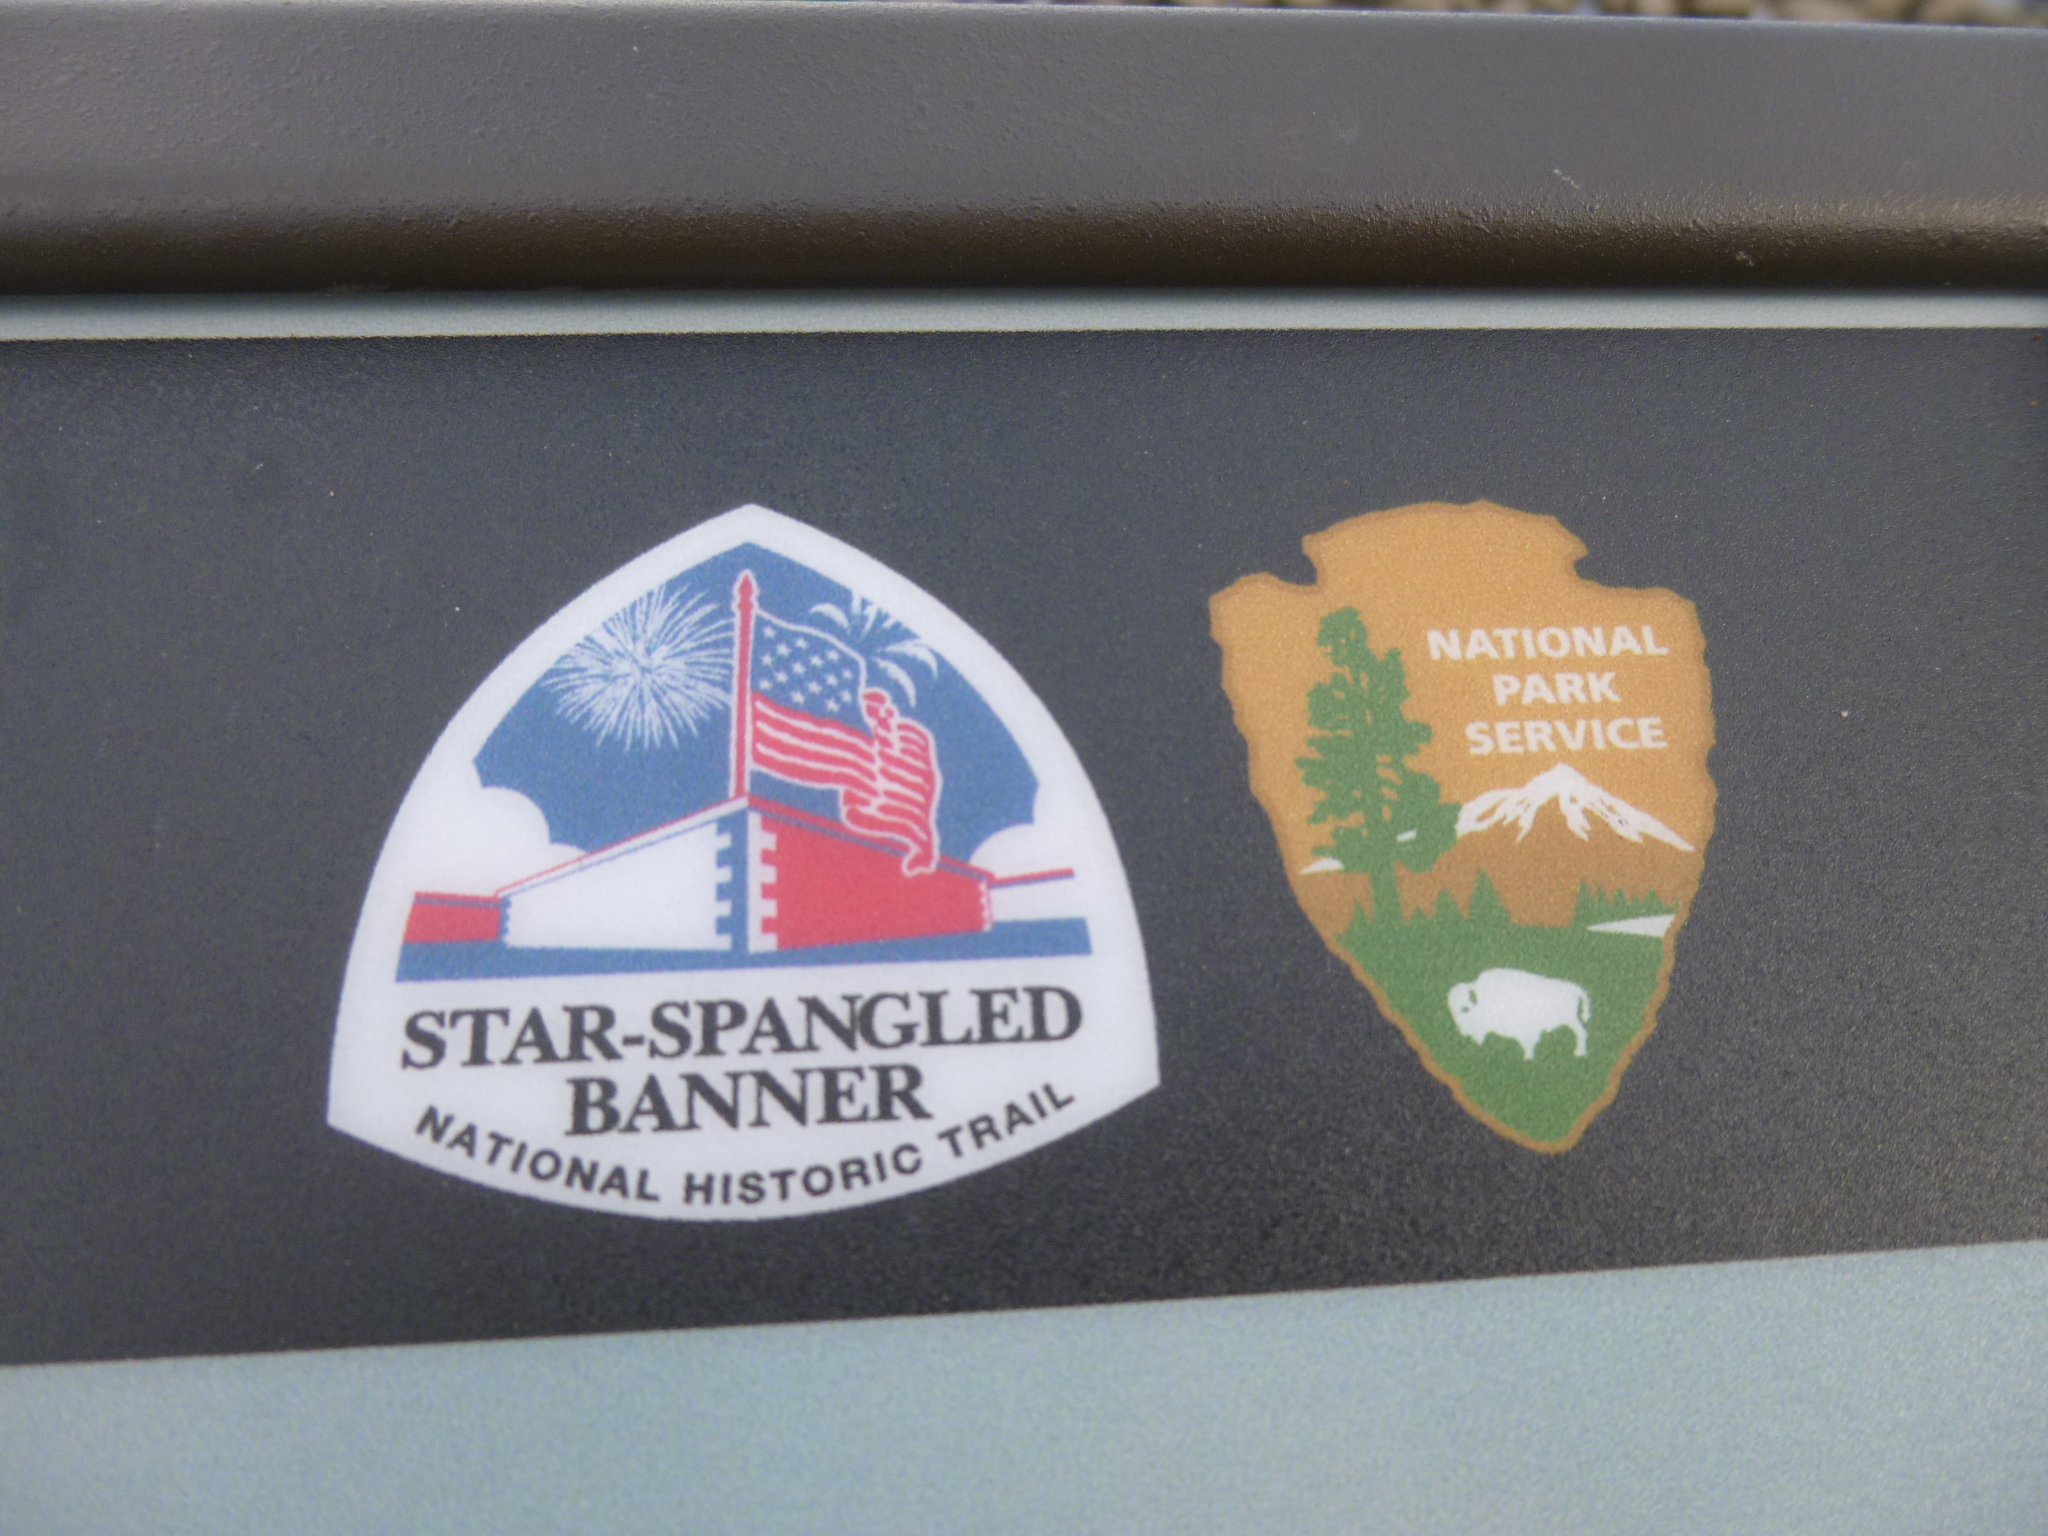 STAR-SPANGLED
BANNER
NATIONAL HISTORIC TRAIL
NATIONAL
PARK
SERVICE